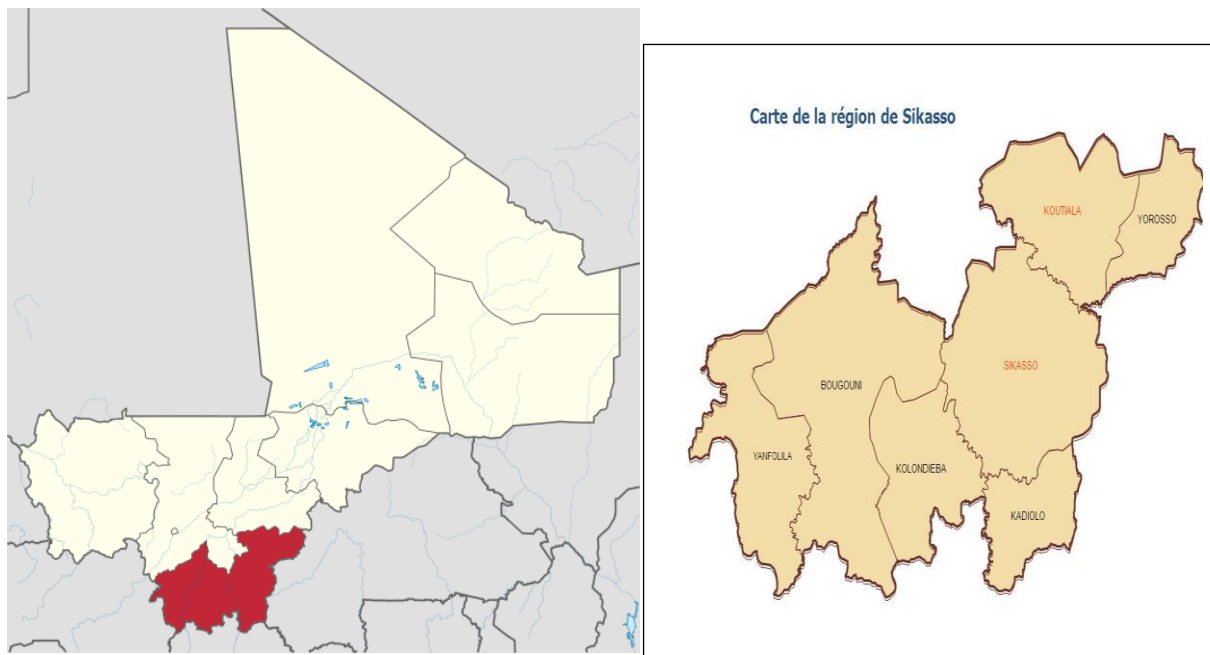 Carte de la région de Sikasso
KOUTIALA
YOROSSO
SIKASSO
BOUGOUNI
YANFOLILA
KOLONDIEBA
KADIOLO